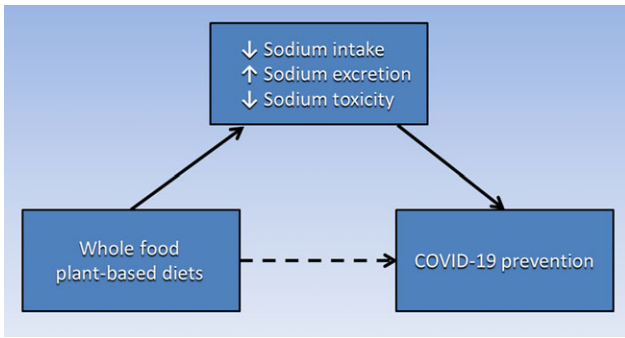 ↓ Sodium intake
↑ Sodium excretion
↓ Sodium toxicity
Whole food
plant-based diets
COVID-19 prevention